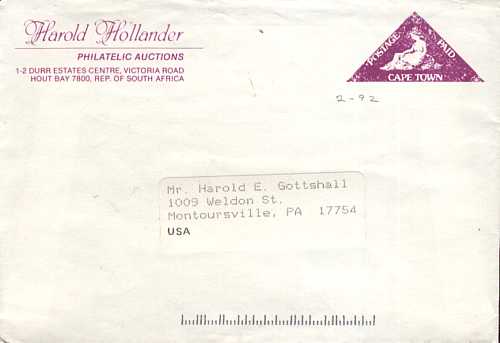 Harold Hollander
PHILATELIC AUCTIONS
1-2 DURR ESTATES CENTRE, VICTORIA ROAD
HOUT BAY 7800, REP. OF SOUTH AFRICA
POSTAGE PAID
CAPE TOWN
2-92
Mr. Harold E. Gottshall
1009 Weldon St.
Montoursville, PA 17754
USA